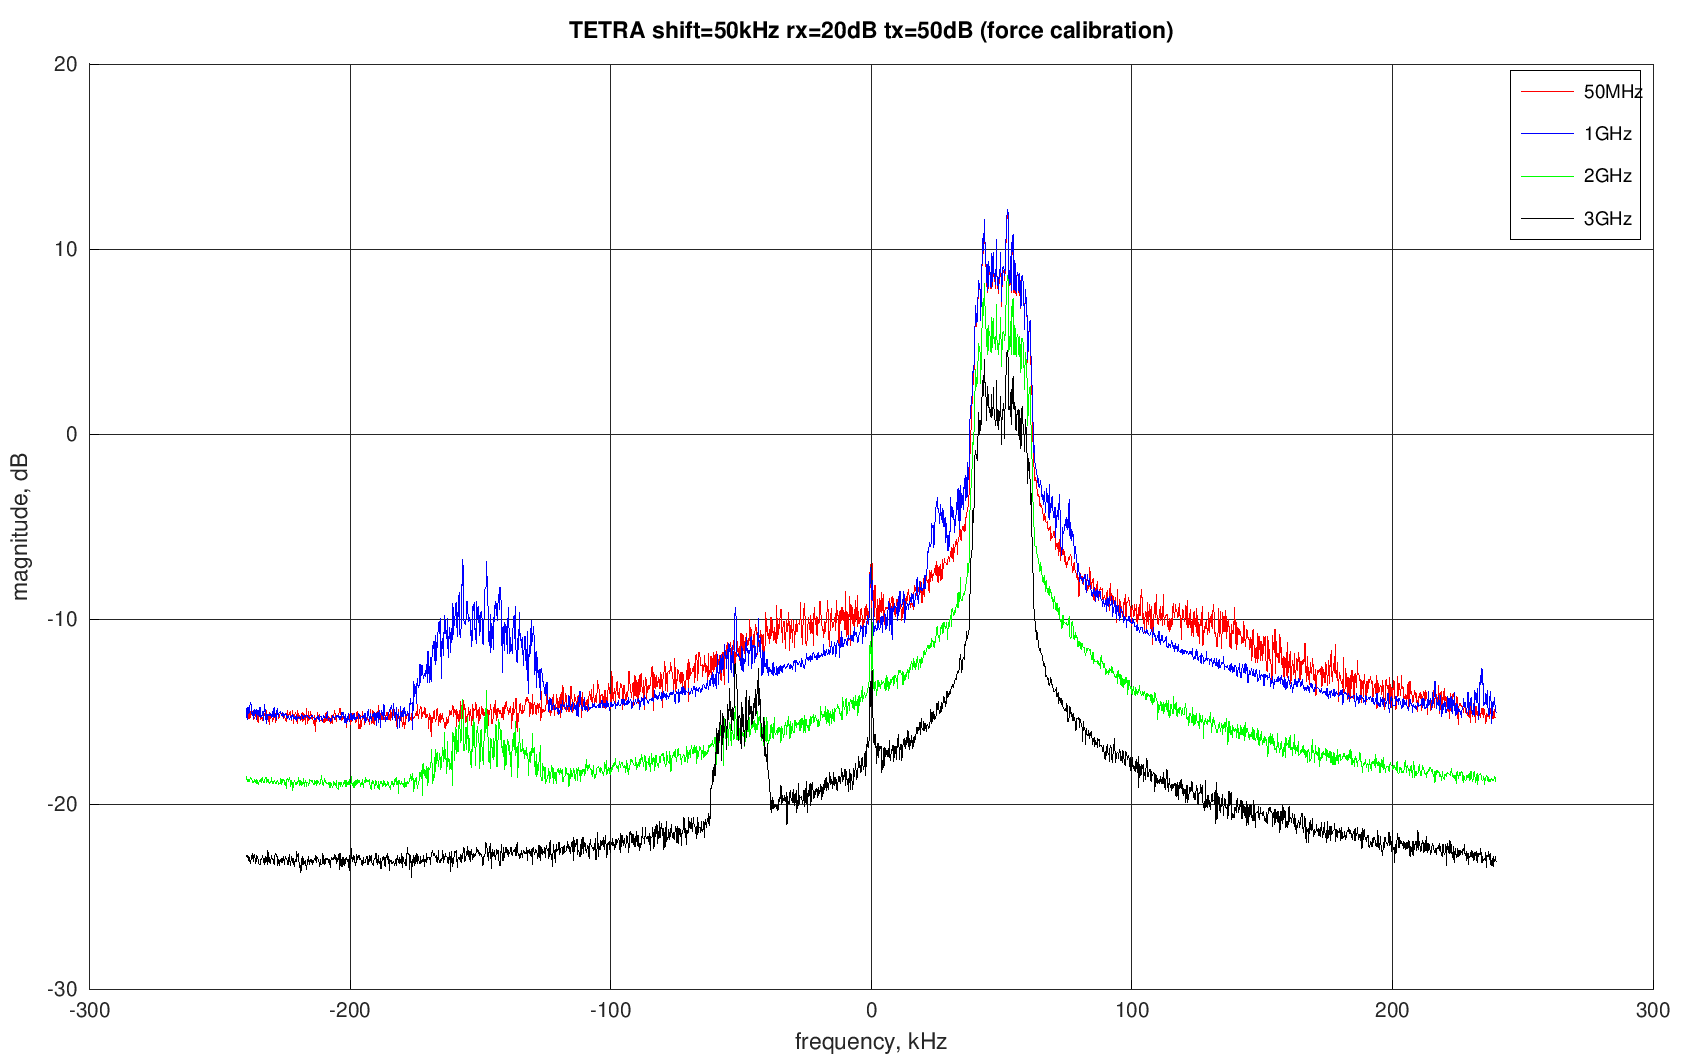 TETRA shift=50kHz rx=20dB tx=50dB (force calibration)
20
10
0
-10
-20
-30
magnitude, dB
-300
-200
-100
0
100
200
300
frequency, kHz
50MHz
1GHz
2GHz
3GHz